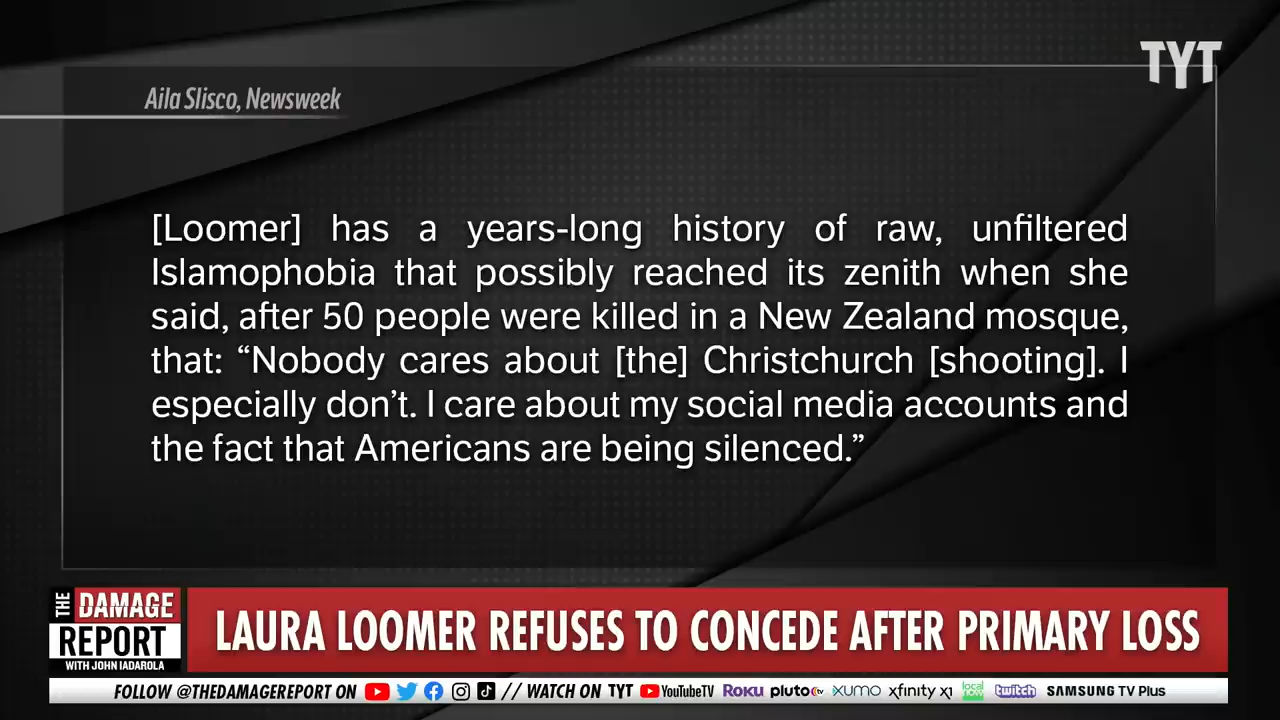 TYT
Aila Slisco, Newsweek
[Loomer] has a years-long history of raw, unfiltered
Islamophobia that possibly reached its zenith when she
said, after 50 people were killed in a New Zealand mosque,
that: “Nobody cares about [the] Christchurch [shooting]. I
especially don’t. I care about my social media accounts and
the fact that Americans are being silenced.”
THE DAMAGE
REPORT
WITH JOHN IADAROLA
LAURA LOOMER REFUSES TO CONCEDE AFTER PRIMARY LOSS
FOLLOW @THEDAMAGEREPORT ON // WATCH ON TYT YouTubeTV Roku pluto tv XUMO xfinity x1 local now twitch SAMSUNG TV Plus